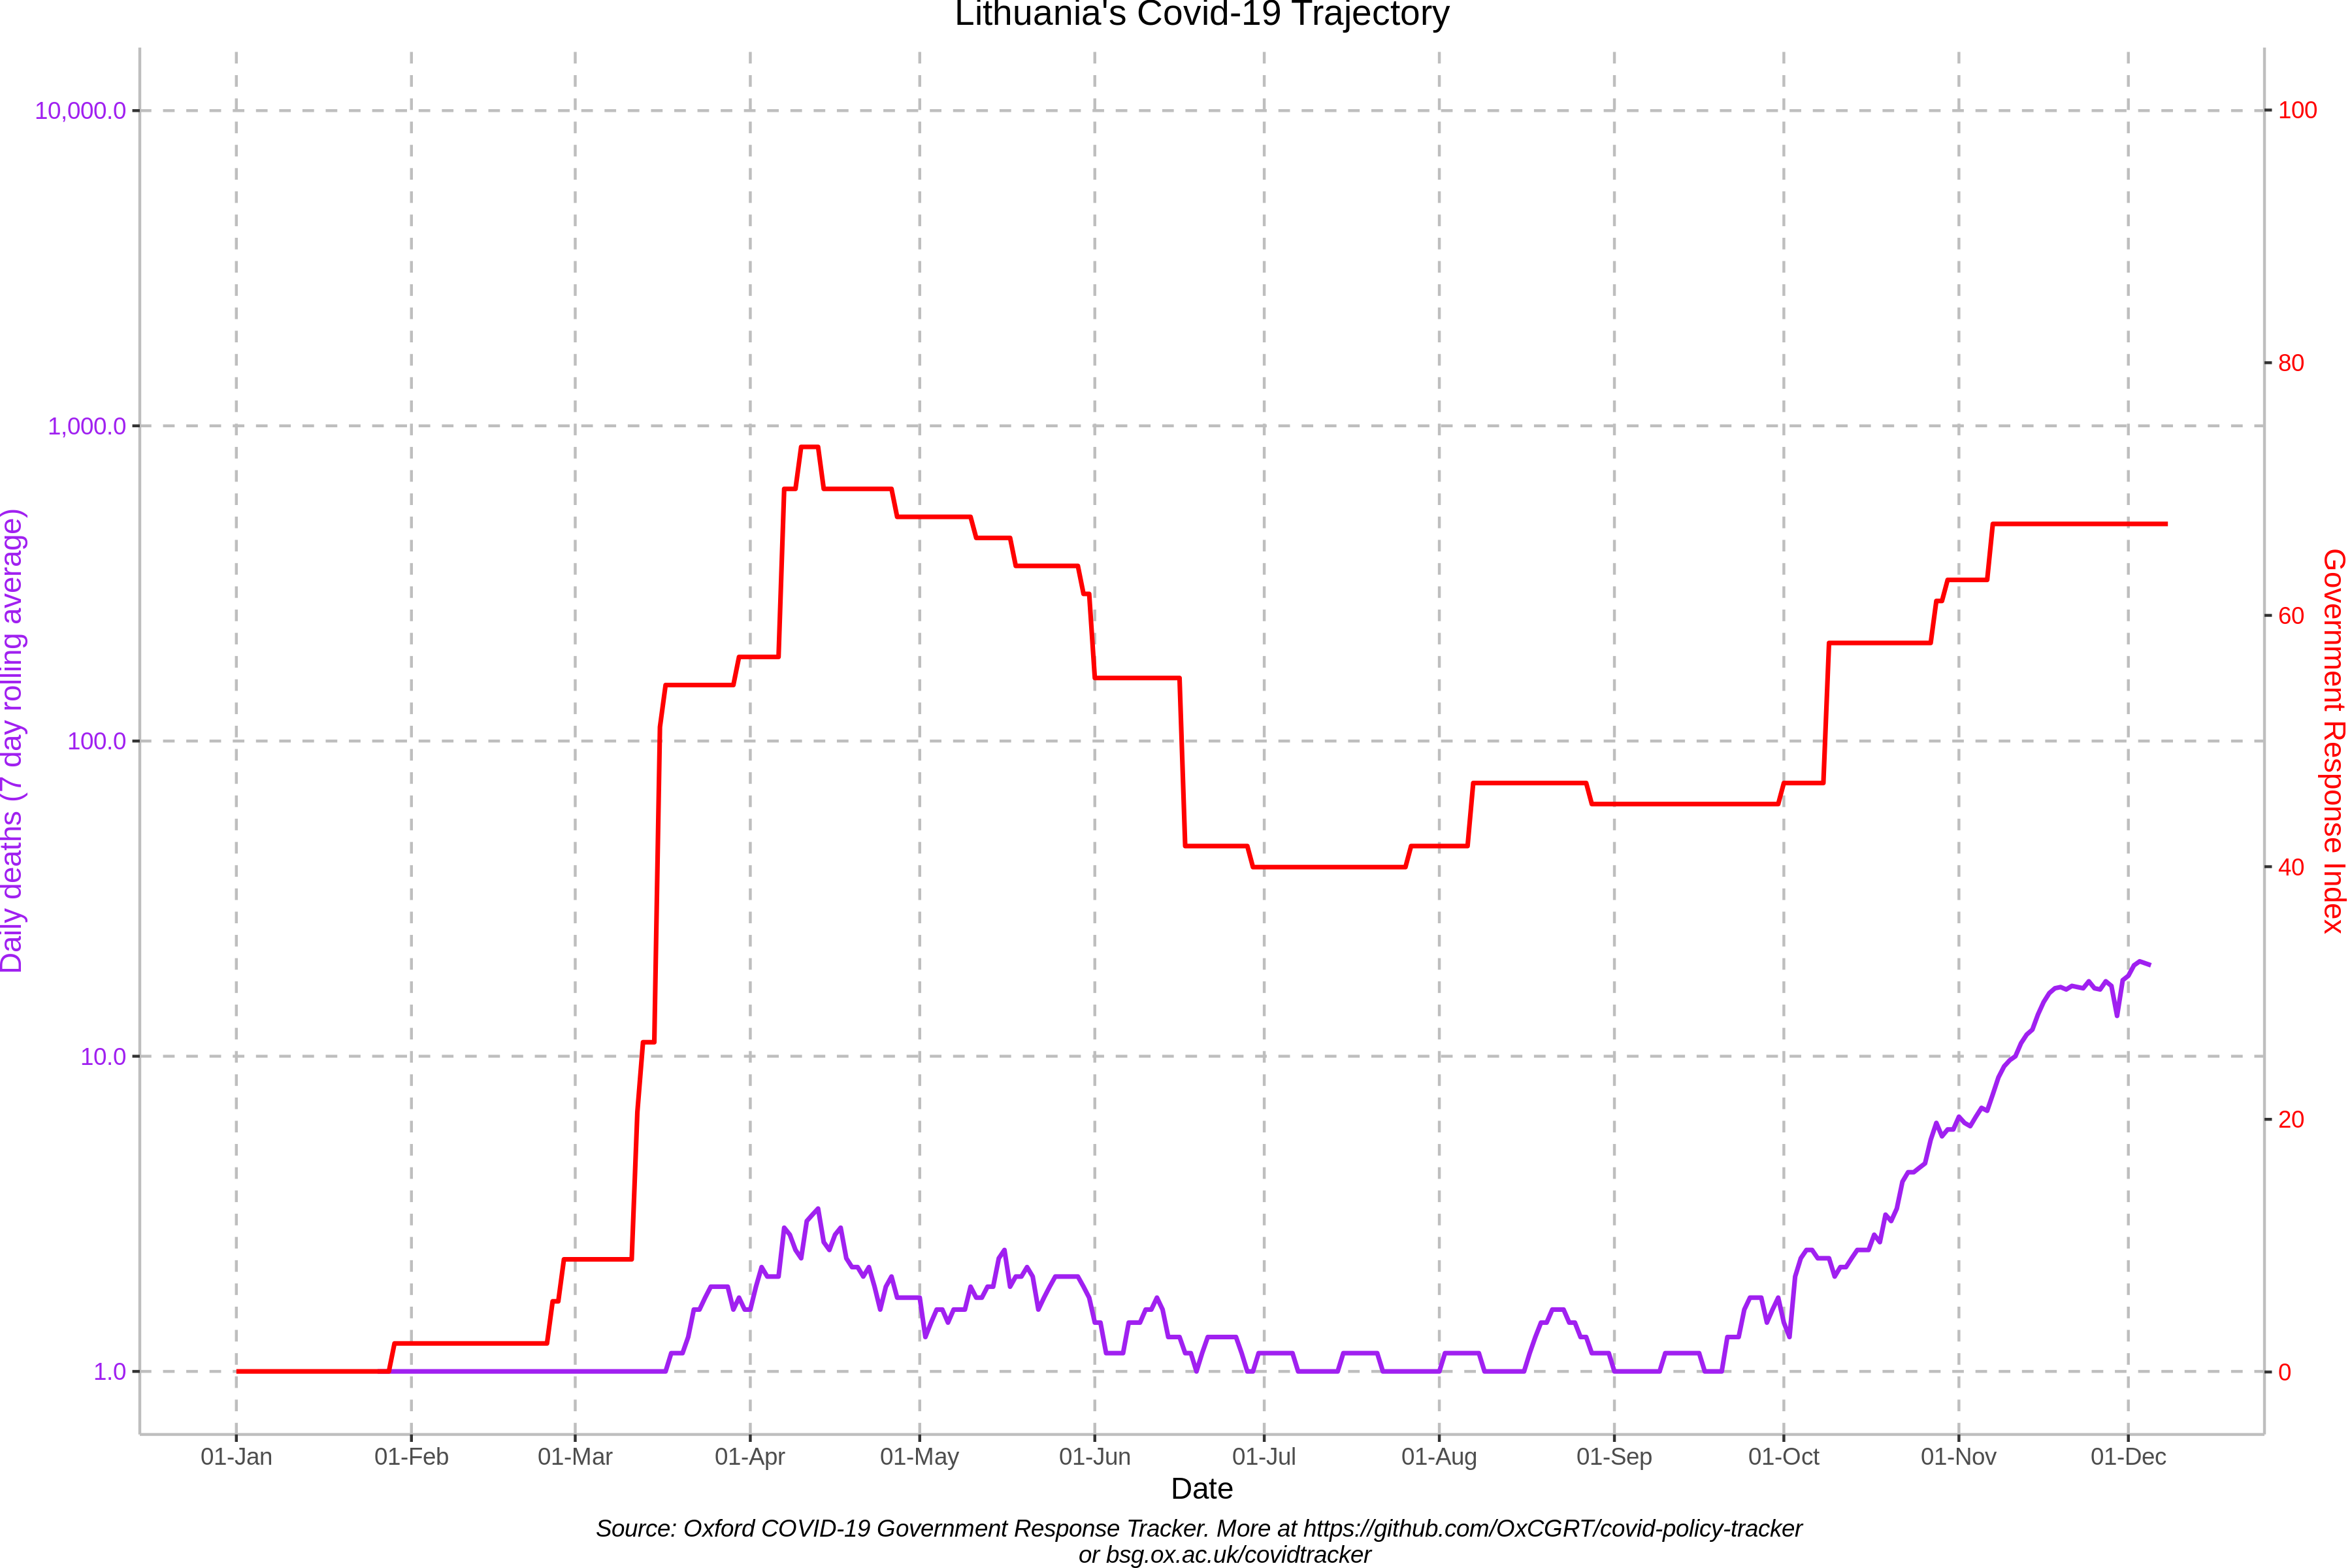 Lithuania's Covid-19 Trajectory
10,000.0
1,000.0
100.0
10.0
1.0
Daily deaths (7 day rolling average)
100
80
60
40
20
0
Government Response Index
01-Jan 01-Feb 01-Mar 01-Apr 01-May 01-Jun 01-Jul 01-Aug 01-Sep 01-Oct 01-Nov 01-Dec
Date
Source: Oxford COVID-19 Government Response Tracker. More at https://github.com/OxCGRT/covid-policy-tracker
or bsg.ox.ac.uk/covidtracker